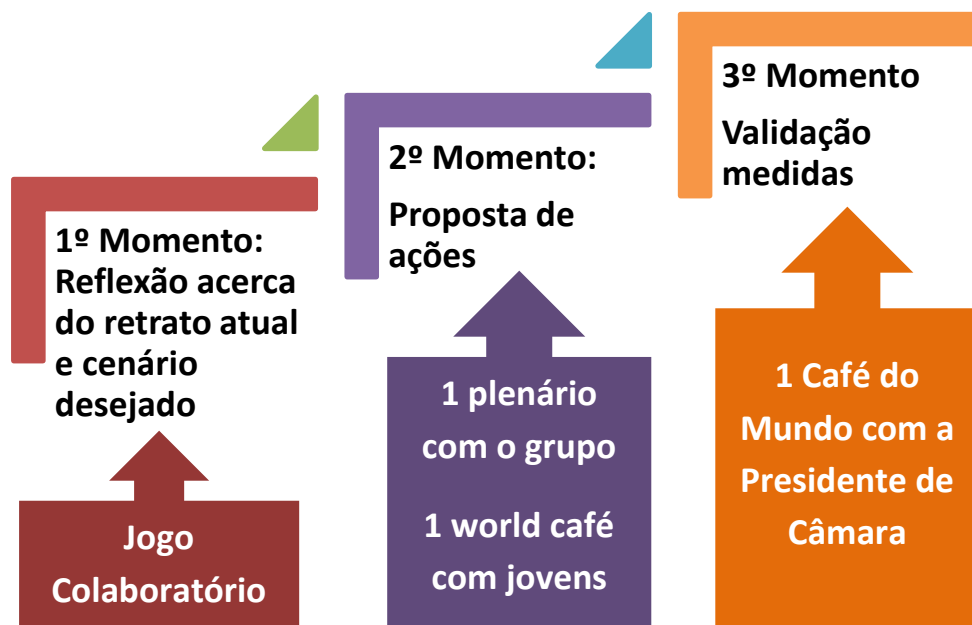 1º Momento:
Reflexão acerca
do retrato atual
e cenário
desejado
Jogo
Colaboratório
2º Momento:
Proposta de
ações
1 plenário
com o grupo
1 world café
com jovens
3º Momento
Validação
medidas
1 Café do
Mundo com a
Presidente de
Câmara